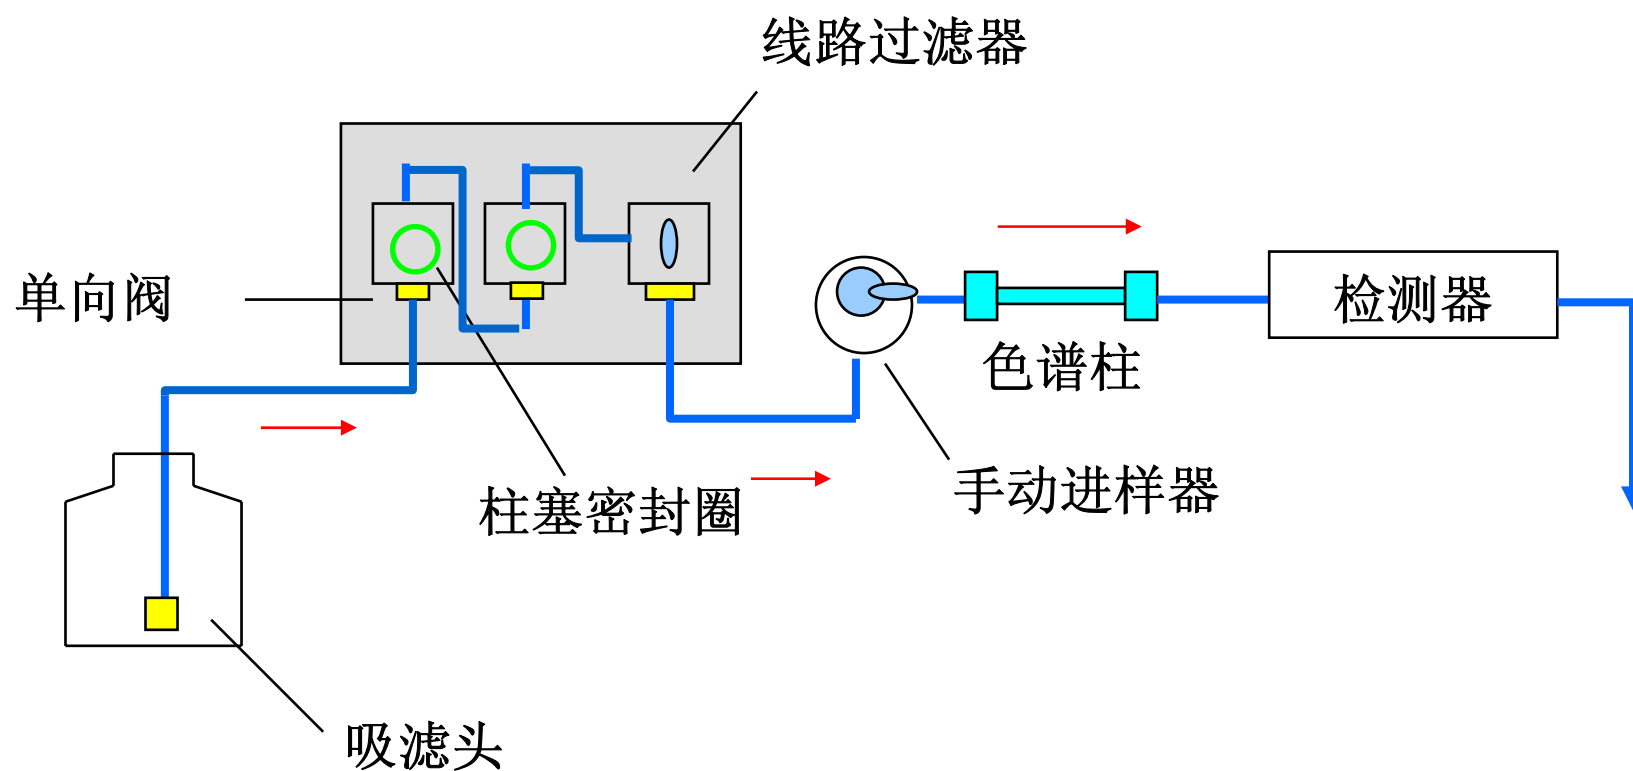 线路过滤器
单向阀
检测器
色谱柱
手动进样器
柱塞密封圈
吸滤头